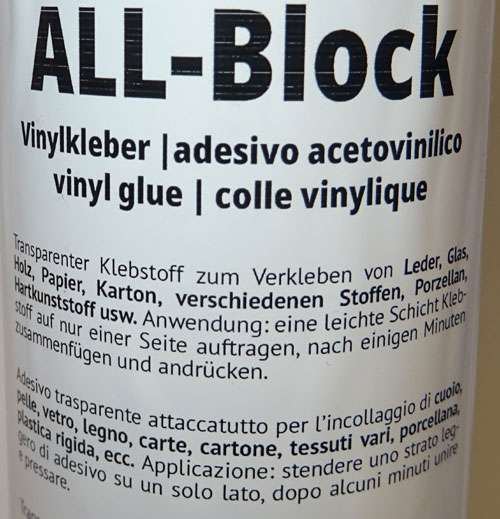 ALL-Block
Vinylkleber | adesivo acetovinilico
vinyl glue | colle vinylique
Transparenter Klebstoff zum Verkleben von Leder, Glas,
Holz, Papier, Karton, verschiedenen Stoffen, Porzellan,
Hartkunststoff usw. Anwendung: eine leichte Schicht Kleb-
stoff auf nur einer Seite auftragen, nach einigen Minuten
zusammenfügen und andrücken.
Adesivo trasparente attaccatutto per l'incollaggio di cuoio,
pelle, vetro, legno, carte, cartone, tessuti vari, porcellana,
plastica rigida, ecc. Applicazione: stendere uno strato leg-
gero di adesivo su un solo lato, dopo alcuni minuti unire
e pressare.